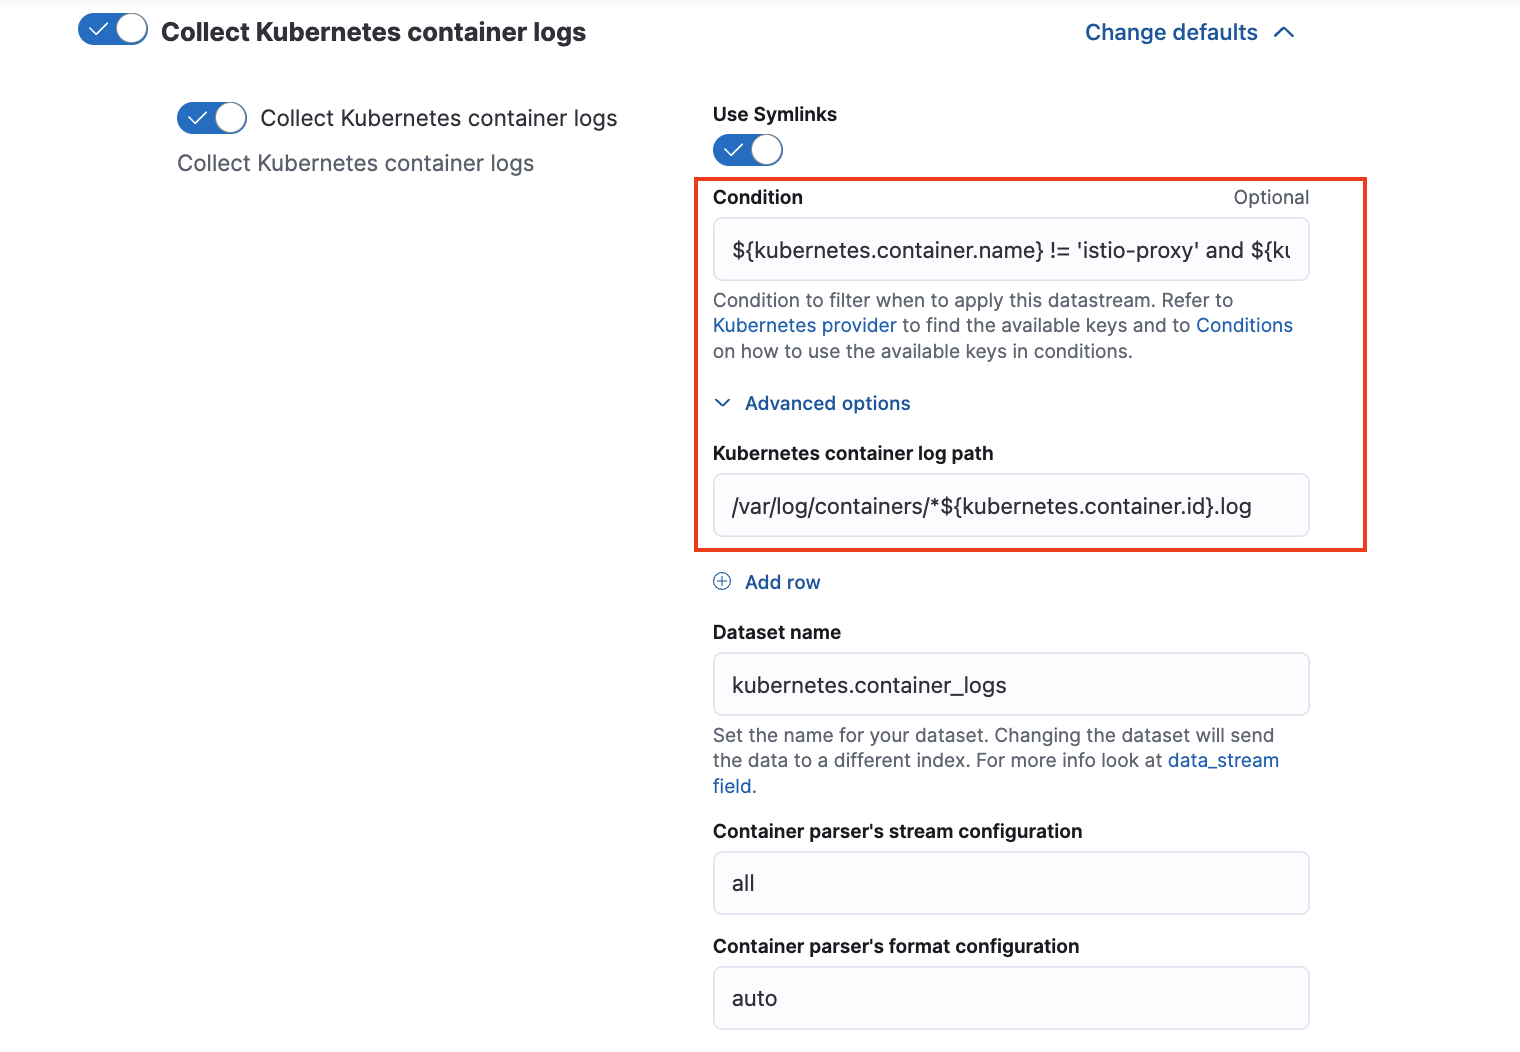 Collect Kubernetes container logs
Change defaults
Collect Kubernetes container logs
Collect Kubernetes container logs
Use Symlinks
Condition
Optional
${kubernetes.container.name} != 'istio-proxy' and ${ku
Condition to filter when to apply this datastream. Refer to
Kubernetes provider to find the available keys and to Conditions
on how to use the available keys in conditions.
Advanced options
Kubernetes container log path
/var/log/containers/*${kubernetes.container.id}.log
Add row
Dataset name
kubernetes.container_logs
Set the name for your dataset. Changing the dataset will send
the data to a different index. For more info look at data_stream
field.
Container parser's stream configuration
all
Container parser's format configuration
auto